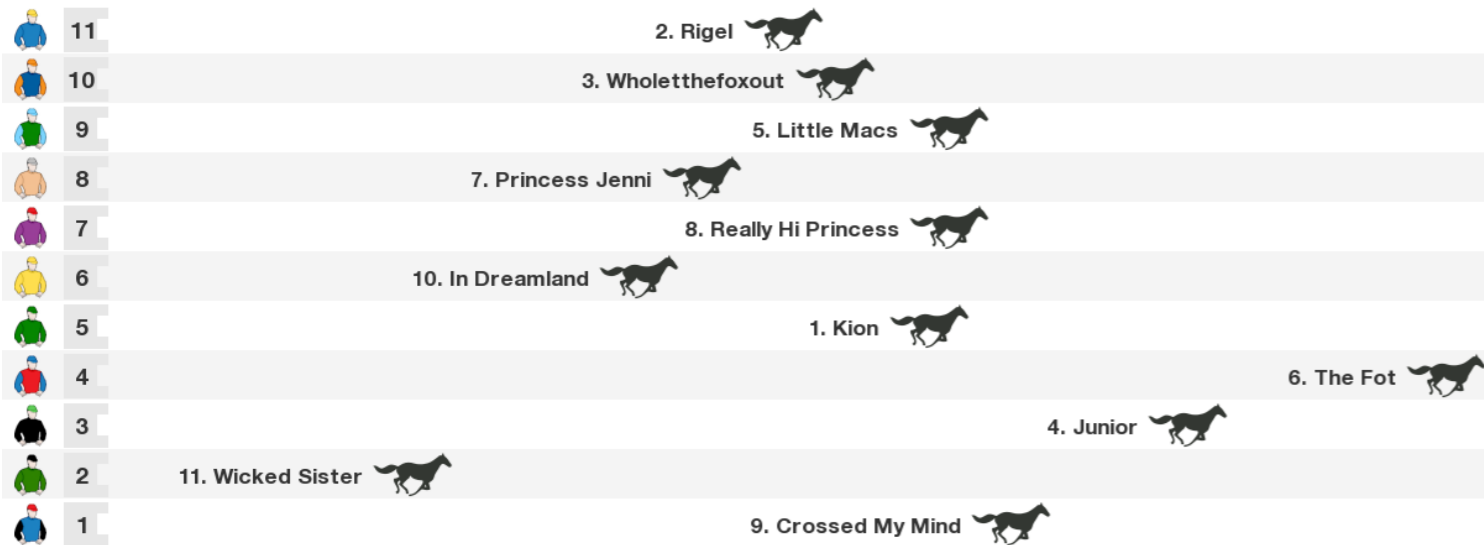 11 2. Rigel
10 3. Wholetthefoxout
9 5. Little Macs
8 7. Princess Jenni
7 8. Really Hi Princess
6 10. In Dreamland
5 1. Kion
4 6. The Fot
3 4. Junior
2 11. Wicked Sister
1 9. Crossed My Mind